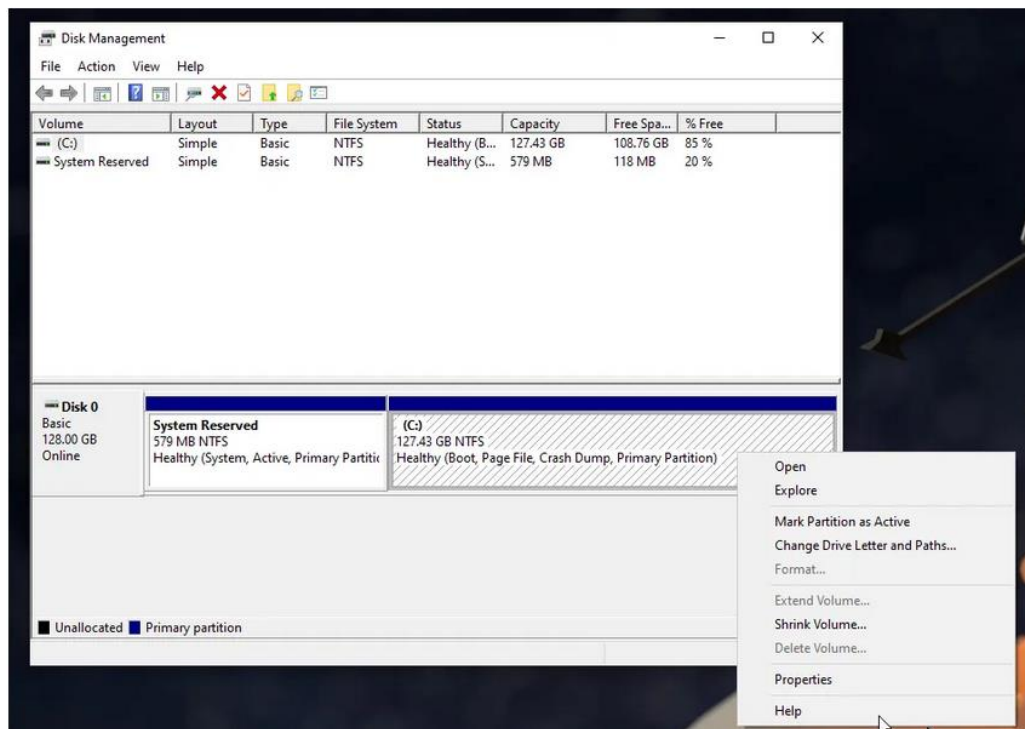 Disk Management
File Action View Help
Volume Layout Type File System Status Capacity Free Spa... % Free
(C:) Simple Basic NTFS Healthy (B... 127.43 GB 108.76 GB 85 %
System Reserved Simple Basic NTFS Healthy (S... 579 MB 118 MB 20 %
Disk 0
Basic
128.00 GB
Online
System Reserved
579 MB NTFS
Healthy (System, Active, Primary Partitic
(C:)
127.43 GB NTFS
Healthy (Boot, Page File, Crash Dump, Primary Partition)
Unallocated Primary partition
Open
Explore
Mark Partition as Active
Change Drive Letter and Paths...
Format...
Extend Volume...
Shrink Volume...
Delete Volume...
Properties
Help